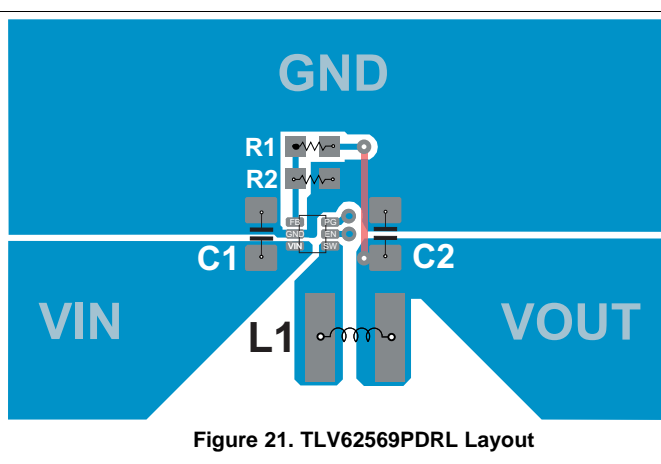 GND
R1
R2
FB PG
GND EN
VIN SW
C1 C2
VIN L1 VOUT
Figure 21. TLV62569PDRL Layout